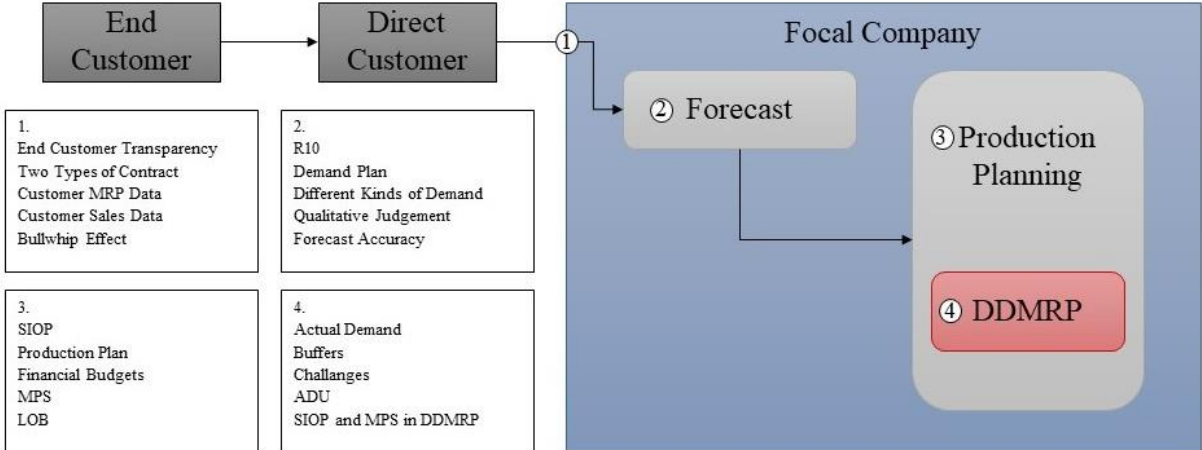 End
Customer
Direct
Customer
1
Focal Company
2 Forecast
3 Production
Planning
4 DDMRP
1.
End Customer Transparency
Two Types of Contract
Customer MRP Data
Customer Sales Data
Bullwhip Effect
2.
R10
Demand Plan
Different Kinds of Demand
Qualitative Judgement
Forecast Accuracy
3.
SIOP
Production Plan
Financial Budgets
MPS
LOB
4.
Actual Demand
Buffers
Challanges
ADU
SIOP and MPS in DDMRP